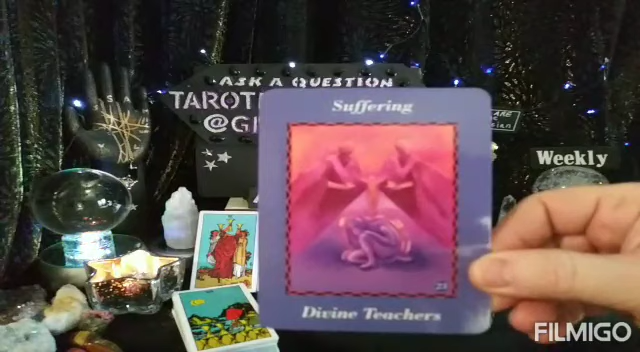 ASK A QUESTION
TAROT
@G
Weekly
Suffering
23
Divine Teachers
FILMIGO